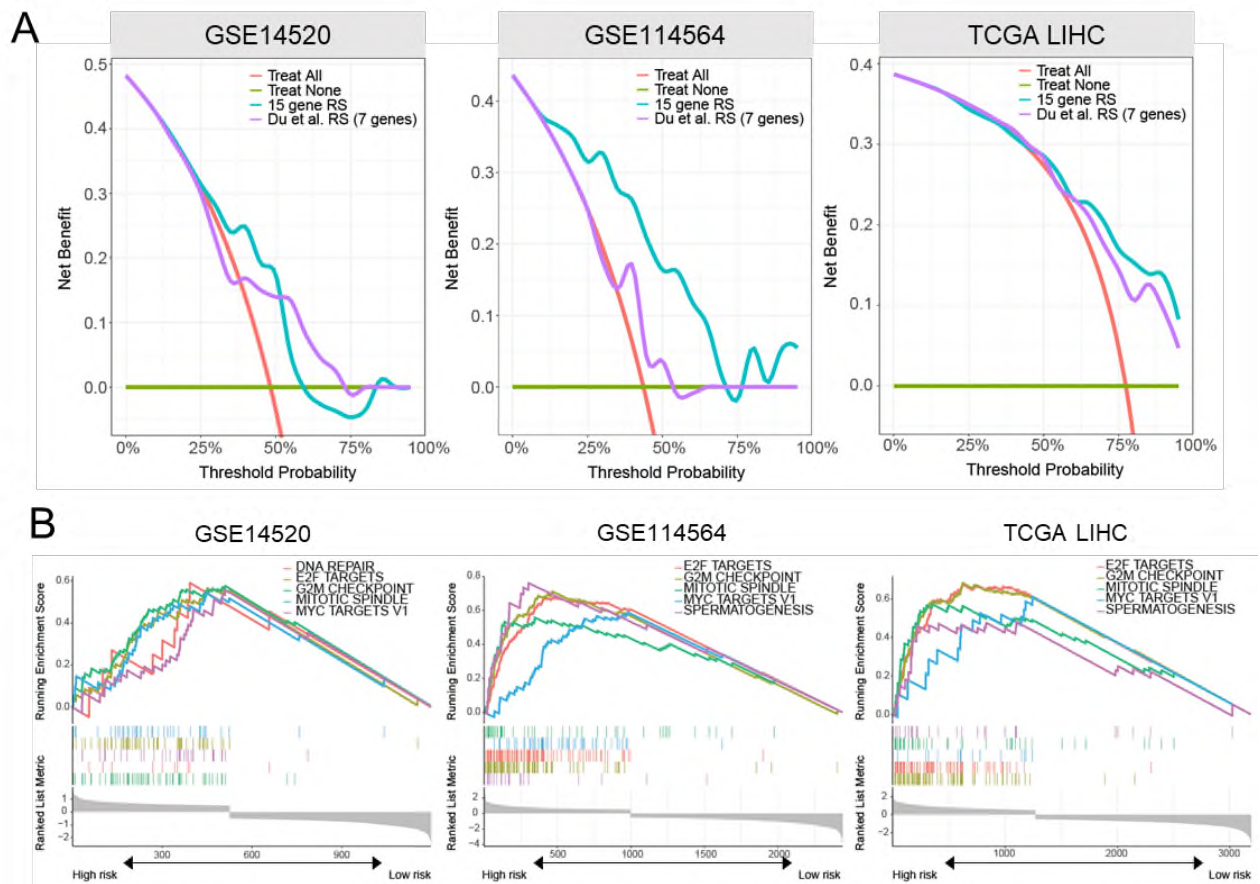 A
GSE14520
GSE114564
TCGA LIHC
0.5
0.4
0.3
0.2
0.1
0.0
Net Benefit
Treat All
Treat None
15 gene RS
Du et al. RS (7 genes)
0%
25%
50%
75%
100%
Threshold Probability
0.4
0.3
0.2
0.1
0.0
Net Benefit
Treat All
Treat None
15 gene RS
Du et al. RS (7 genes)
0%
25%
50%
75%
100%
Threshold Probability
0.4
0.3
0.2
0.1
0.0
Net Benefit
Treat All
Treat None
15 gene RS
Du et al. RS (7 genes)
0%
25%
50%
75%
100%
Threshold Probability
B
GSE14520
GSE114564
TCGA LIHC
Running Enrichment Score
0.6
0.4
0.2
0.0
DNA REPAIR
E2F TARGETS
G2M CHECKPOINT
MITOTIC SPINDLE
MYC TARGETS V1
Ranked List Metric
1
0
−1
−2
300
600
900
High risk
Low risk
Running Enrichment Score
0.8
0.6
0.4
0.2
0.0
E2F TARGETS
G2M CHECKPOINT
MITOTIC SPINDLE
MYC TARGETS V1
SPERMATOGENESIS
Ranked List Metric
2
0
−2
−4
500
1000
1500
2000
High risk
Low risk
Running Enrichment Score
0.6
0.4
0.2
0.0
E2F TARGETS
G2M CHECKPOINT
MITOTIC SPINDLE
MYC TARGETS V1
SPERMATOGENESIS
Ranked List Metric
2
0
−2
1000
2000
3000
High risk
Low risk